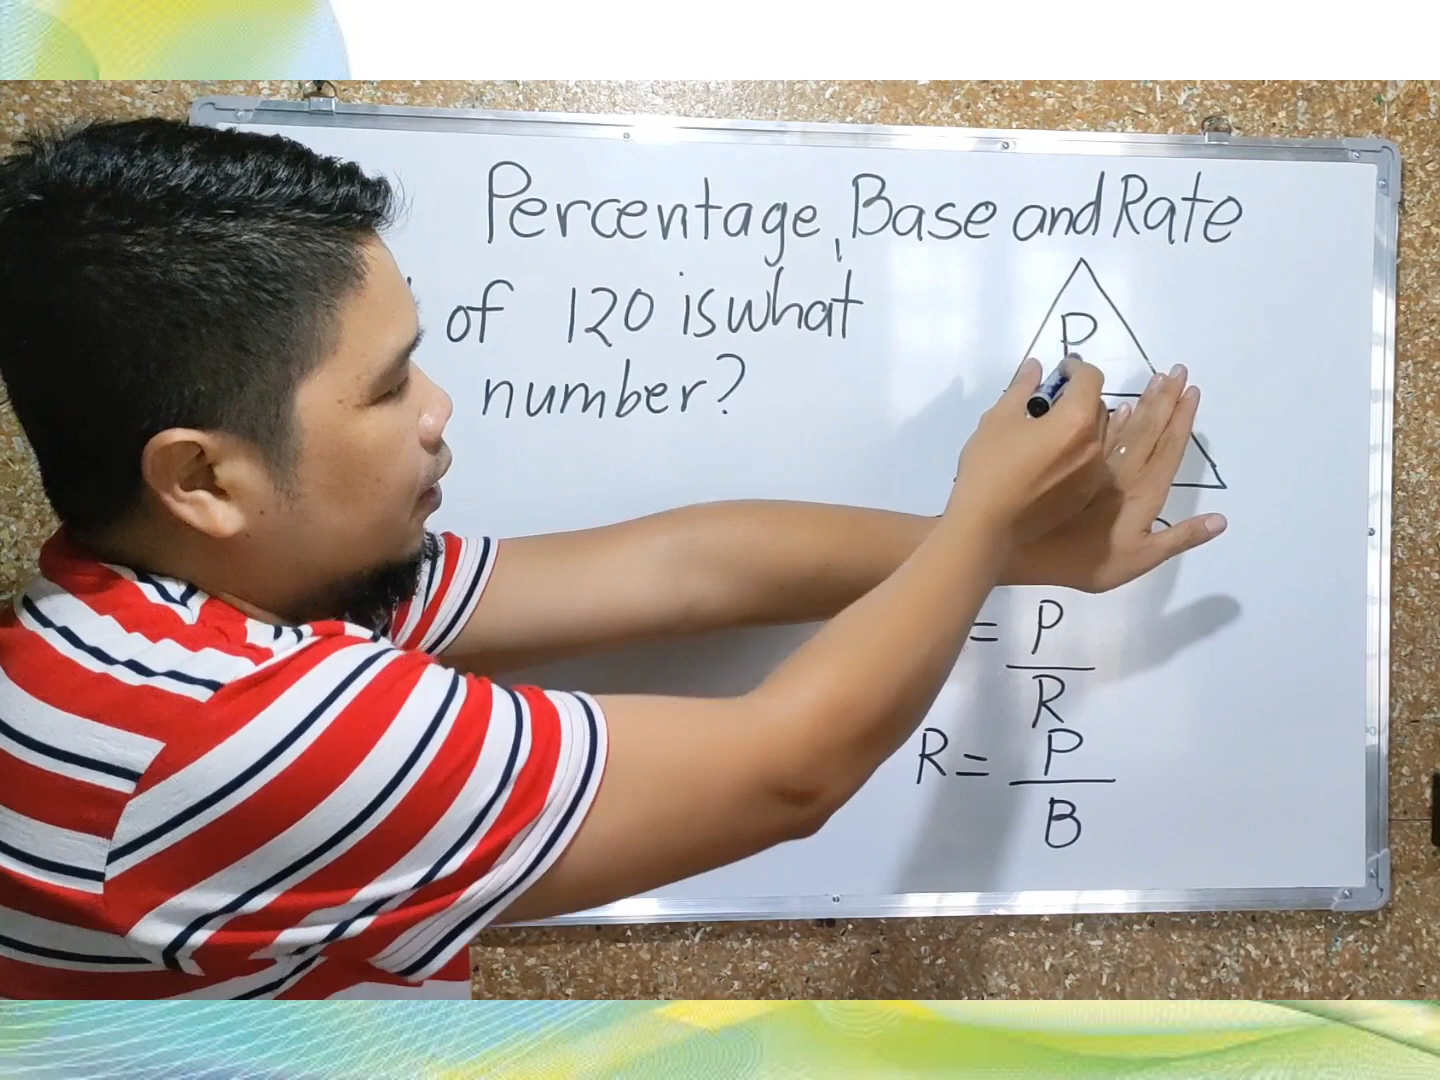 Percentage, Base and Rate
of 120 is what
number?
P
= P
R
R = P
B